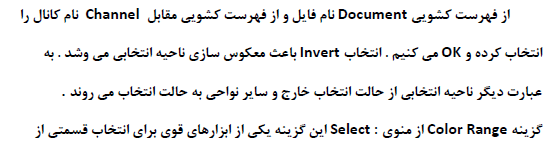 از فهرست کشویی Document نام فایل و از فهرست کشویی مقابل Channel نام کانال را
انتخاب کرده و OK می کنیم . انتخاب Invert باعث معکوس سازی ناحیه انتخابی می وشد . به
عبارت دیگر ناحیه انتخابی از حالت انتخاب خارج و سایر نواحی به حالت انتخاب می روند .
گزینه Color Range از منوی : Select این گزینه یکی از ابزارهای قوی برای انتخاب قسمتی از